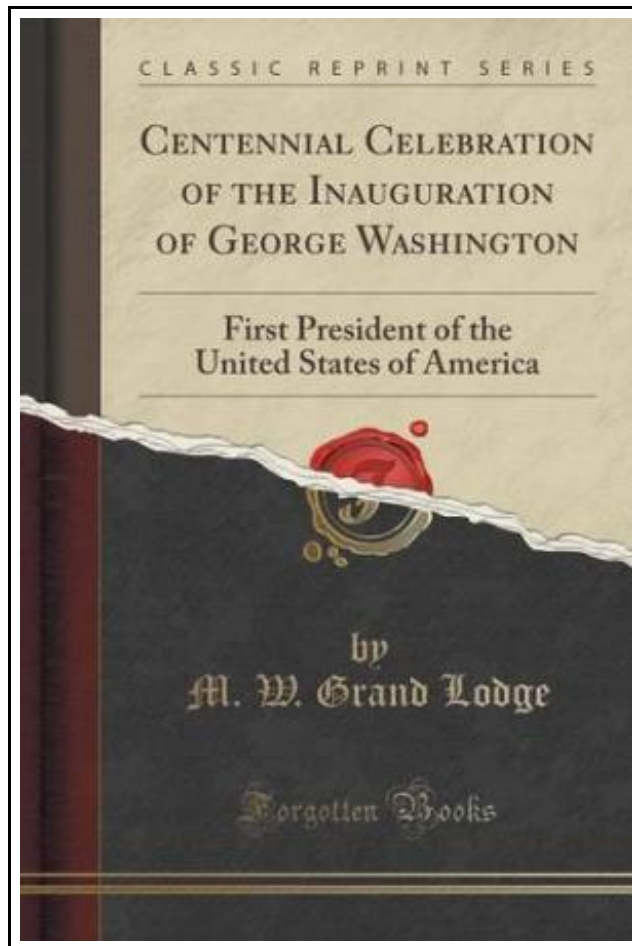 CLASSIC REPRINT SERIES
CENTENNIAL CELEBRATION
OF THE INAUGURATION
OF GEORGE WASHINGTON
First President of the
United States of America
by
M. W. Grand Lodge
Forgotten Books